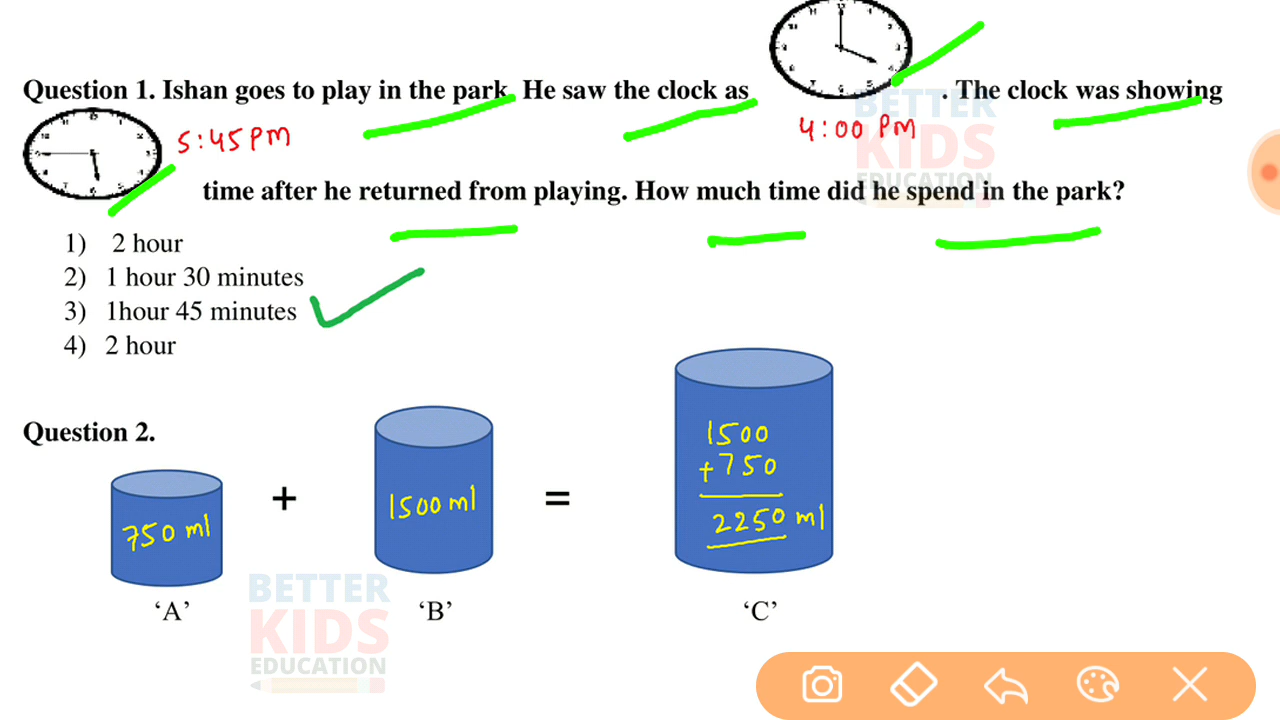 Question 1. Ishan goes to play in the park. He saw the clock as . The clock was showing
5:45 PM
4:00 PM
time after he returned from playing. How much time did he spend in the park?
1) 2 hour
2) 1 hour 30 minutes
3) 1hour 45 minutes
4) 2 hour
Question 2.
750 ml
+
1500 ml
=
1500
+750
2250 ml
‘A’
‘B’
‘C’
BETTER
KIDS
EDUCATION
BETTER
KIDS
EDUCATION